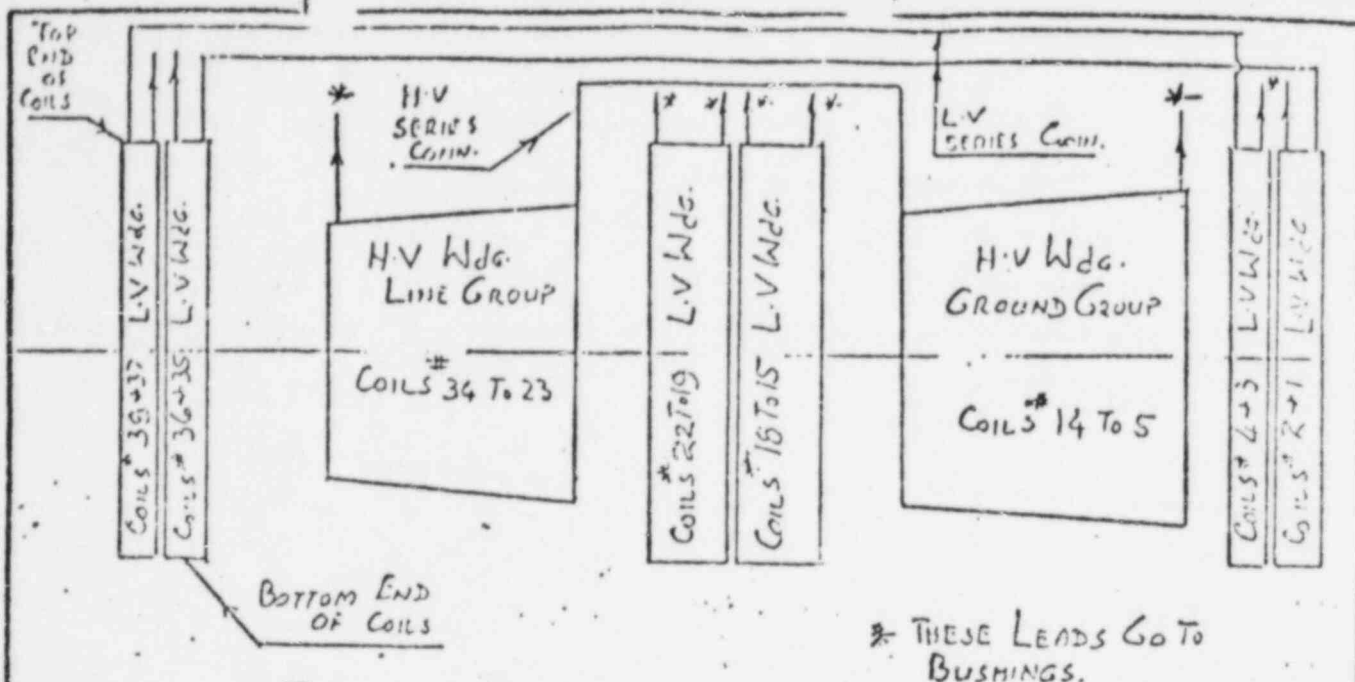 TOP
END
OF
COILS
H.V
SERIES
CONN.
L.V
SERIES CONN.
*
*
*
*
*
*
*
COILS # 38+37 L.V Wdg.
COILS # 36+35 L.V Wdg.
H.V Wdg.
LINE GROUP
COILS # 34 To 23
COILS # 22 To 19 L.V Wdg.
COILS # 18 To 15 L.V Wdg.
H.V Wdg.
GROUND GROUP
COILS # 14 To 5
COILS # 4+3 L.V Wdg.
COILS # 2+1 L.V Wdg
BOTTOM END
OF COILS
* THESE LEADS GO TO
BUSHINGS.